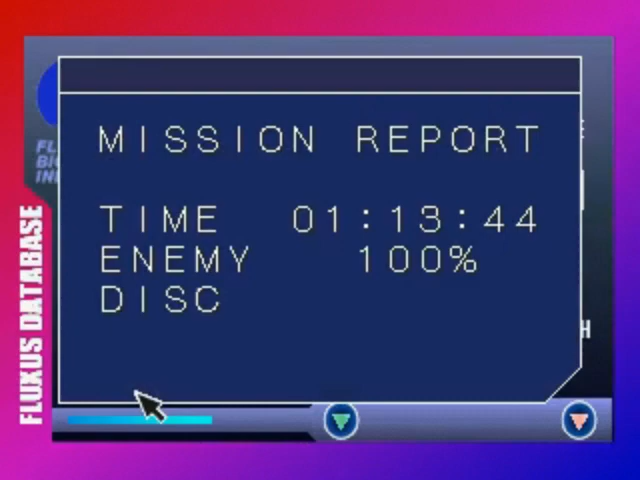 MISSION REPORT
TIME 01:13:44
ENEMY 100%
DISC
FLUXUS DATABASE